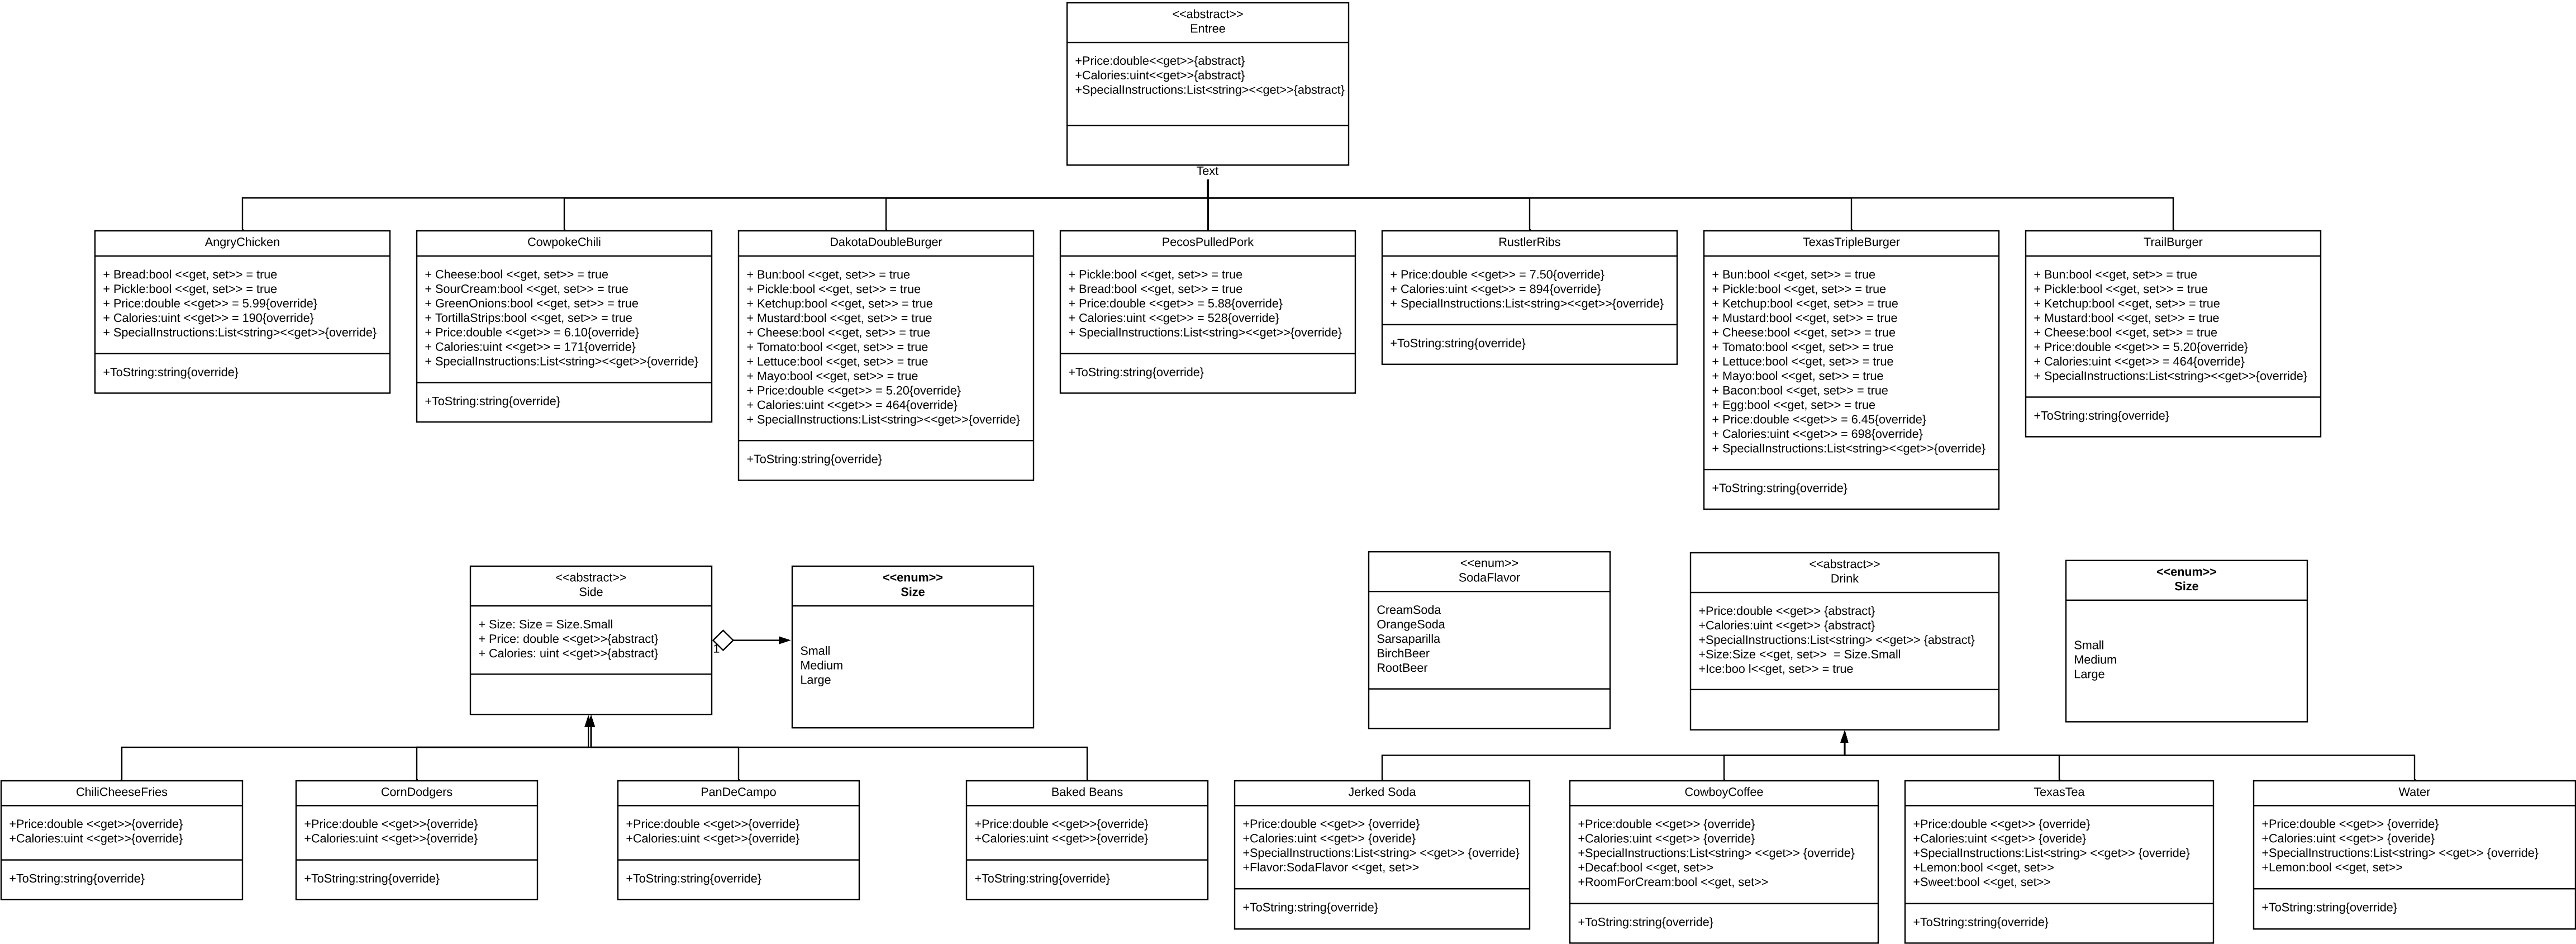 <<abstract>>
Entree
+Price:double<<get>>{abstract}
+Calories:uint<<get>>{abstract}
+SpecialInstructions:List<string><<get>>{abstract}
Text
AngryChicken
+ Bread:bool <<get, set>> = true
+ Pickle:bool <<get, set>> = true
+ Price:double <<get>> = 5.99{override}
+ Calories:uint <<get>> = 190{override}
+ SpecialInstructions:List<string><<get>>{override}
+ToString:string{override}
CowpokeChili
+ Cheese:bool <<get, set>> = true
+ SourCream:bool <<get, set>> = true
+ GreenOnions:bool <<get, set>> = true
+ TortillaStrips:bool <<get, set>> = true
+ Price:double <<get>> = 6.10{override}
+ Calories:uint <<get>> = 171{override}
+ SpecialInstructions:List<string><<get>>{override}
+ToString:string{override}
DakotaDoubleBurger
+ Bun:bool <<get, set>> = true
+ Pickle:bool <<get, set>> = true
+ Ketchup:bool <<get, set>> = true
+ Mustard:bool <<get, set>> = true
+ Cheese:bool <<get, set>> = true
+ Tomato:bool <<get, set>> = true
+ Lettuce:bool <<get, set>> = true
+ Mayo:bool <<get, set>> = true
+ Price:double <<get>> = 5.20{override}
+ Calories:uint <<get>> = 464{override}
+ SpecialInstructions:List<string><<get>>{override}
+ToString:string{override}
PecosPulledPork
+ Pickle:bool <<get, set>> = true
+ Bread:bool <<get, set>> = true
+ Price:double <<get>> = 5.88{override}
+ Calories:uint <<get>> = 528{override}
+ SpecialInstructions:List<string><<get>>{override}
+ToString:string{override}
RustlerRibs
+ Price:double <<get>> = 7.50{override}
+ Calories:uint <<get>> = 894{override}
+ SpecialInstructions:List<string><<get>>{override}
+ToString:string{override}
TexasTripleBurger
+ Bun:bool <<get, set>> = true
+ Pickle:bool <<get, set>> = true
+ Ketchup:bool <<get, set>> = true
+ Mustard:bool <<get, set>> = true
+ Cheese:bool <<get, set>> = true
+ Tomato:bool <<get, set>> = true
+ Lettuce:bool <<get, set>> = true
+ Mayo:bool <<get, set>> = true
+ Bacon:bool <<get, set>> = true
+ Egg:bool <<get, set>> = true
+ Price:double <<get>> = 6.45{override}
+ Calories:uint <<get>> = 698{override}
+ SpecialInstructions:List<string><<get>>{override}
+ToString:string{override}
TrailBurger
+ Bun:bool <<get, set>> = true
+ Pickle:bool <<get, set>> = true
+ Ketchup:bool <<get, set>> = true
+ Mustard:bool <<get, set>> = true
+ Cheese:bool <<get, set>> = true
+ Price:double <<get>> = 5.20{override}
+ Calories:uint <<get>> = 464{override}
+ SpecialInstructions:List<string><<get>>{override}
+ToString:string{override}
<<abstract>>
Side
+ Size: Size = Size.Small
+ Price: double <<get>>{abstract}
+ Calories: uint <<get>>{abstract}
1
<<enum>>
Size
Small
Medium
Large
<<enum>>
SodaFlavor
CreamSoda
OrangeSoda
Sarsaparilla
BirchBeer
RootBeer
<<abstract>>
Drink
+Price:double <<get>> {abstract}
+Calories:uint <<get>> {abstract}
+SpecialInstructions:List<string> <<get>> {abstract}
+Size:Size <<get, set>>  = Size.Small
+Ice:boo l<<get, set>> = true
<<enum>>
Size
Small
Medium
Large
ChiliCheeseFries
+Price:double <<get>>{override}
+Calories:uint <<get>>{override}
+ToString:string{override}
CornDodgers
+Price:double <<get>>{override}
+Calories:uint <<get>>{override}
+ToString:string{override}
PanDeCampo
+Price:double <<get>>{override}
+Calories:uint <<get>>{override}
+ToString:string{override}
Baked Beans
+Price:double <<get>>{override}
+Calories:uint <<get>>{override}
+ToString:string{override}
Jerked Soda
+Price:double <<get>> {override}
+Calories:uint <<get>> {overide}
+SpecialInstructions:List<string> <<get>> {override}
+Flavor:SodaFlavor <<get, set>>
+ToString:string{override}
CowboyCoffee
+Price:double <<get>> {override}
+Calories:uint <<get>> {overide}
+SpecialInstructions:List<string> <<get>> {override}
+Decaf:bool <<get, set>>
+RoomForCream:bool <<get, set>>
+ToString:string{override}
TexasTea
+Price:double <<get>> {override}
+Calories:uint <<get>> {overide}
+SpecialInstructions:List<string> <<get>> {override}
+Lemon:bool <<get, set>>
+Sweet:bool <<get, set>>
+ToString:string{override}
Water
+Price:double <<get>> {override}
+Calories:uint <<get>> {overide}
+SpecialInstructions:List<string> <<get>> {override}
+Lemon:bool <<get, set>>
+ToString:string{override}